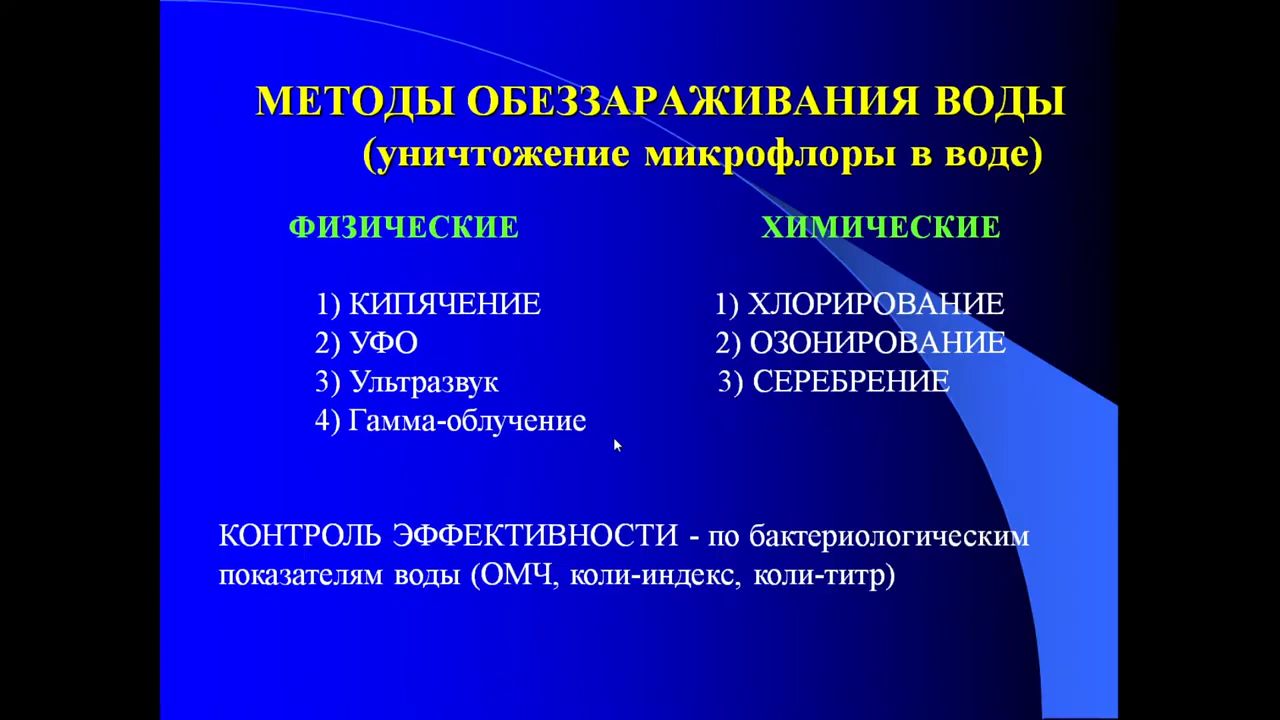 МЕТОДЫ ОБЕЗЗАРАЖИВАНИЯ ВОДЫ
(уничтожение микрофлоры в воде)
ФИЗИЧЕСКИЕ
1) КИПЯЧЕНИЕ
2) УФО
3) Ультразвук
4) Гамма-облучение
ХИМИЧЕСКИЕ
1) ХЛОРИРОВАНИЕ
2) ОЗОНИРОВАНИЕ
3) СЕРЕБРЕНИЕ
КОНТРОЛЬ ЭФФЕКТИВНОСТИ - по бактериологическим
показателям воды (ОМЧ, коли-индекс, коли-титр)